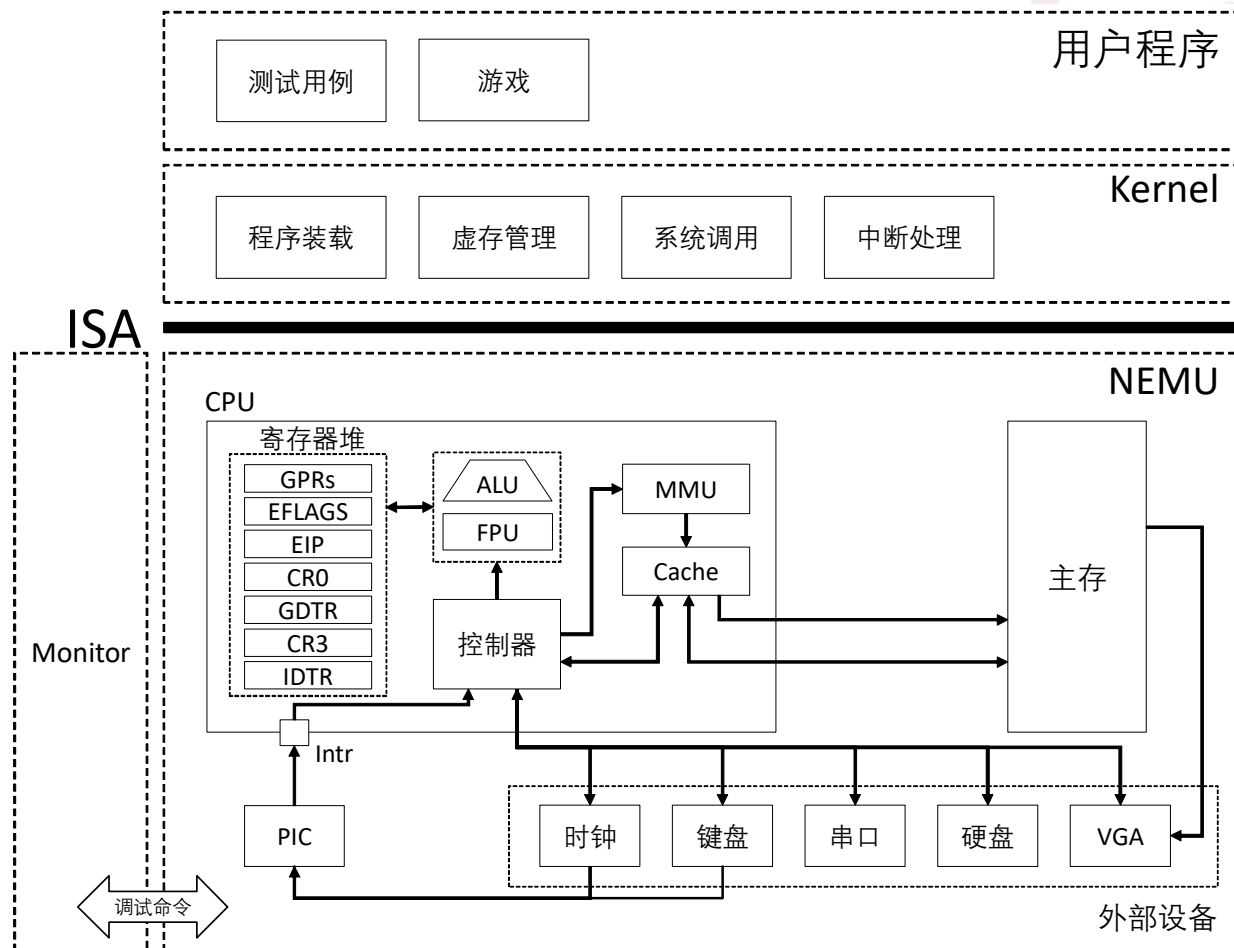 用户程序
测试用例
游戏
Kernel
程序装载
虚存管理
系统调用
中断处理
ISA
NEMU
CPU
寄存器堆
GPRs
EFLAGS
EIP
CR0
GDTR
CR3
IDTR
ALU
FPU
MMU
Cache
控制器
主存
Monitor
Intr
PIC
时钟
键盘
串口
硬盘
VGA
调试命令
外部设备